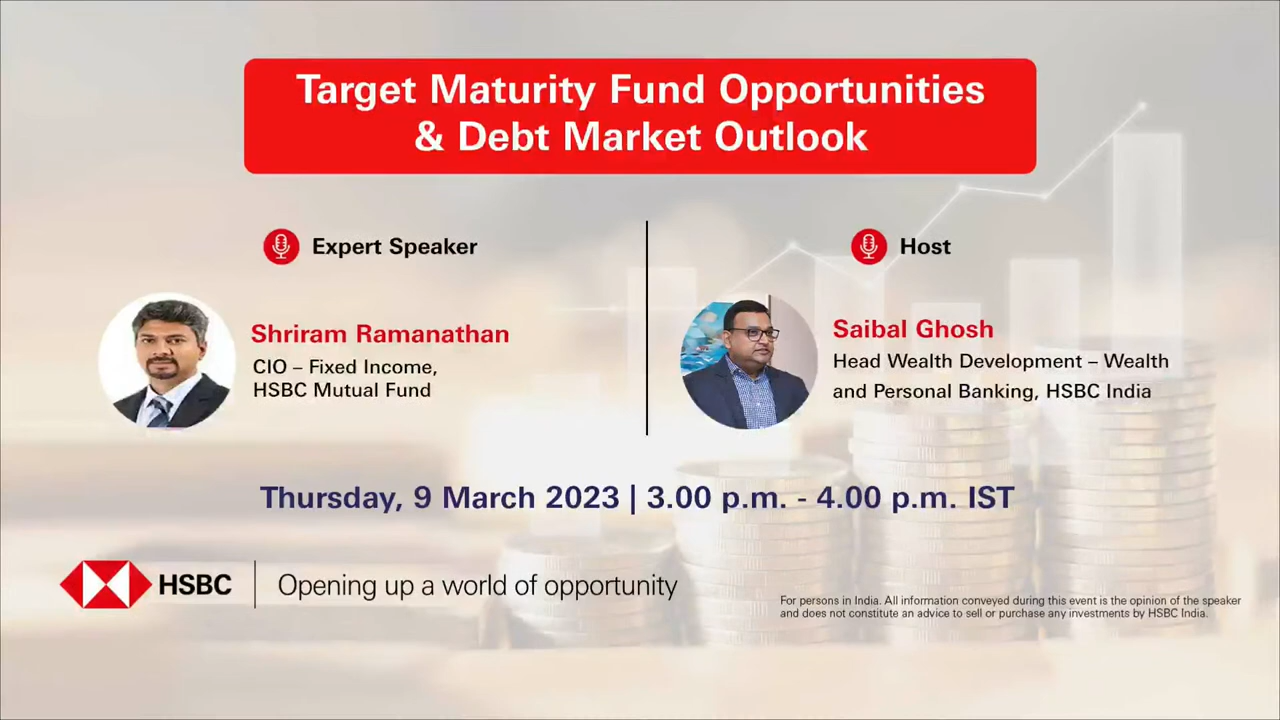 Target Maturity Fund Opportunities
& Debt Market Outlook
Expert Speaker
Shriram Ramanathan
CIO – Fixed Income,
HSBC Mutual Fund
Host
Saibal Ghosh
Head Wealth Development – Wealth
and Personal Banking, HSBC India
Thursday, 9 March 2023 | 3.00 p.m. - 4.00 p.m. IST
HSBC | Opening up a world of opportunity
For persons in India. All information conveyed during this event is the opinion of the speaker
and does not constitute an advice to sell or purchase any investments by HSBC India.